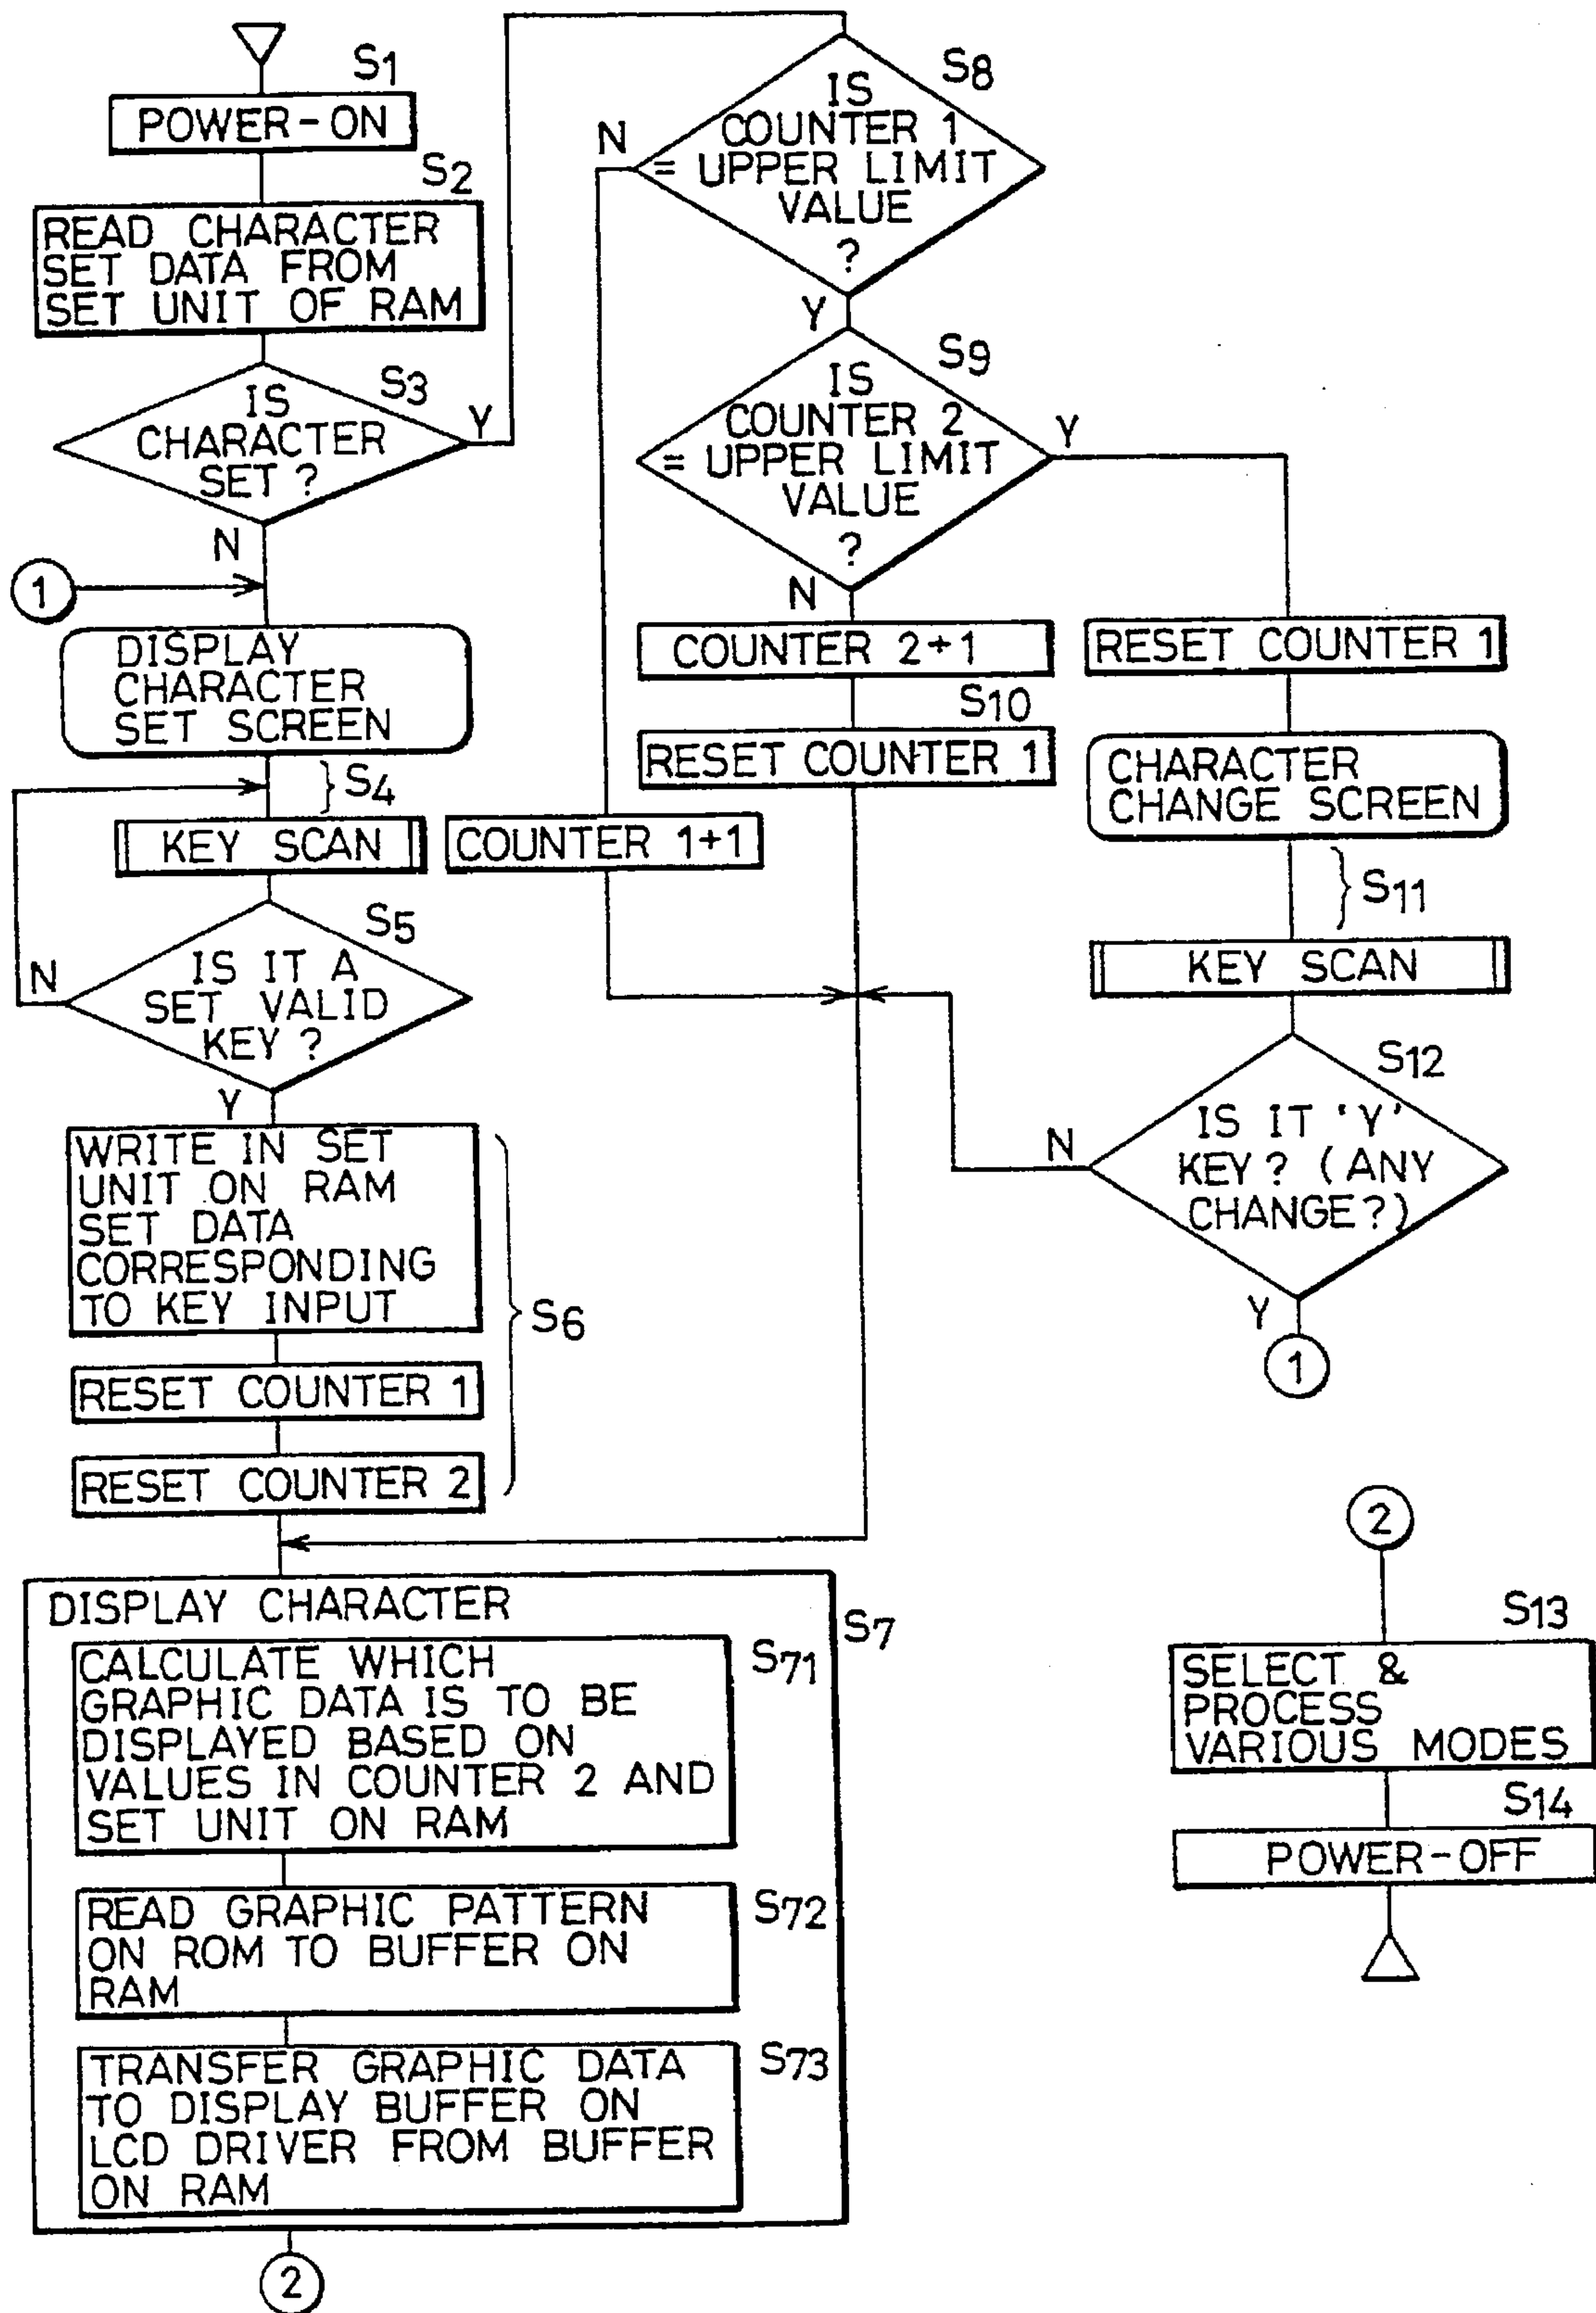 S1
POWER-ON
S2
READ CHARACTER
SET DATA FROM
SET UNIT OF RAM
S3
IS
CHARACTER
SET ?
Y
N
1
DISPLAY
CHARACTER
SET SCREEN
S4
KEY SCAN
S5
IS IT A
SET VALID
KEY ?
N
Y
WRITE IN SET
UNIT ON RAM
SET DATA
CORRESPONDING
TO KEY INPUT
S6
RESET COUNTER 1
RESET COUNTER 2
DISPLAY CHARACTER
S7
CALCULATE WHICH
GRAPHIC DATA IS TO BE
DISPLAYED BASED ON
VALUES IN COUNTER 2 AND
SET UNIT ON RAM
S71
READ GRAPHIC PATTERN
ON ROM TO BUFFER ON
RAM
S72
TRANSFER GRAPHIC DATA
TO DISPLAY BUFFER ON
LCD DRIVER FROM BUFFER
ON RAM
S73
2
S8
IS
COUNTER 1
= UPPER LIMIT
VALUE
?
N
Y
S9
IS
COUNTER 2
= UPPER LIMIT
VALUE
?
Y
N
COUNTER 2+1
S10
RESET COUNTER 1
COUNTER 1+1
RESET COUNTER 1
CHARACTER
CHANGE SCREEN
S11
KEY SCAN
S12
IS IT 'Y'
KEY ? (ANY
CHANGE?)
N
Y
1
2
S13
SELECT &
PROCESS
VARIOUS MODES
S14
POWER-OFF